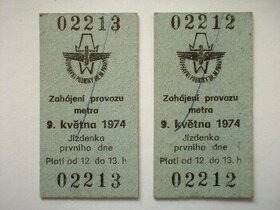 02213
Zahájení provozu
metra
9. května 1974
Jízdenka
prvního dne
Platí od 12 do 13. h
02213
02212
Zahájení provozu
metra
9. května 1974
Jízdenka
prvního dne
Platí od 12 do 13. h
02212